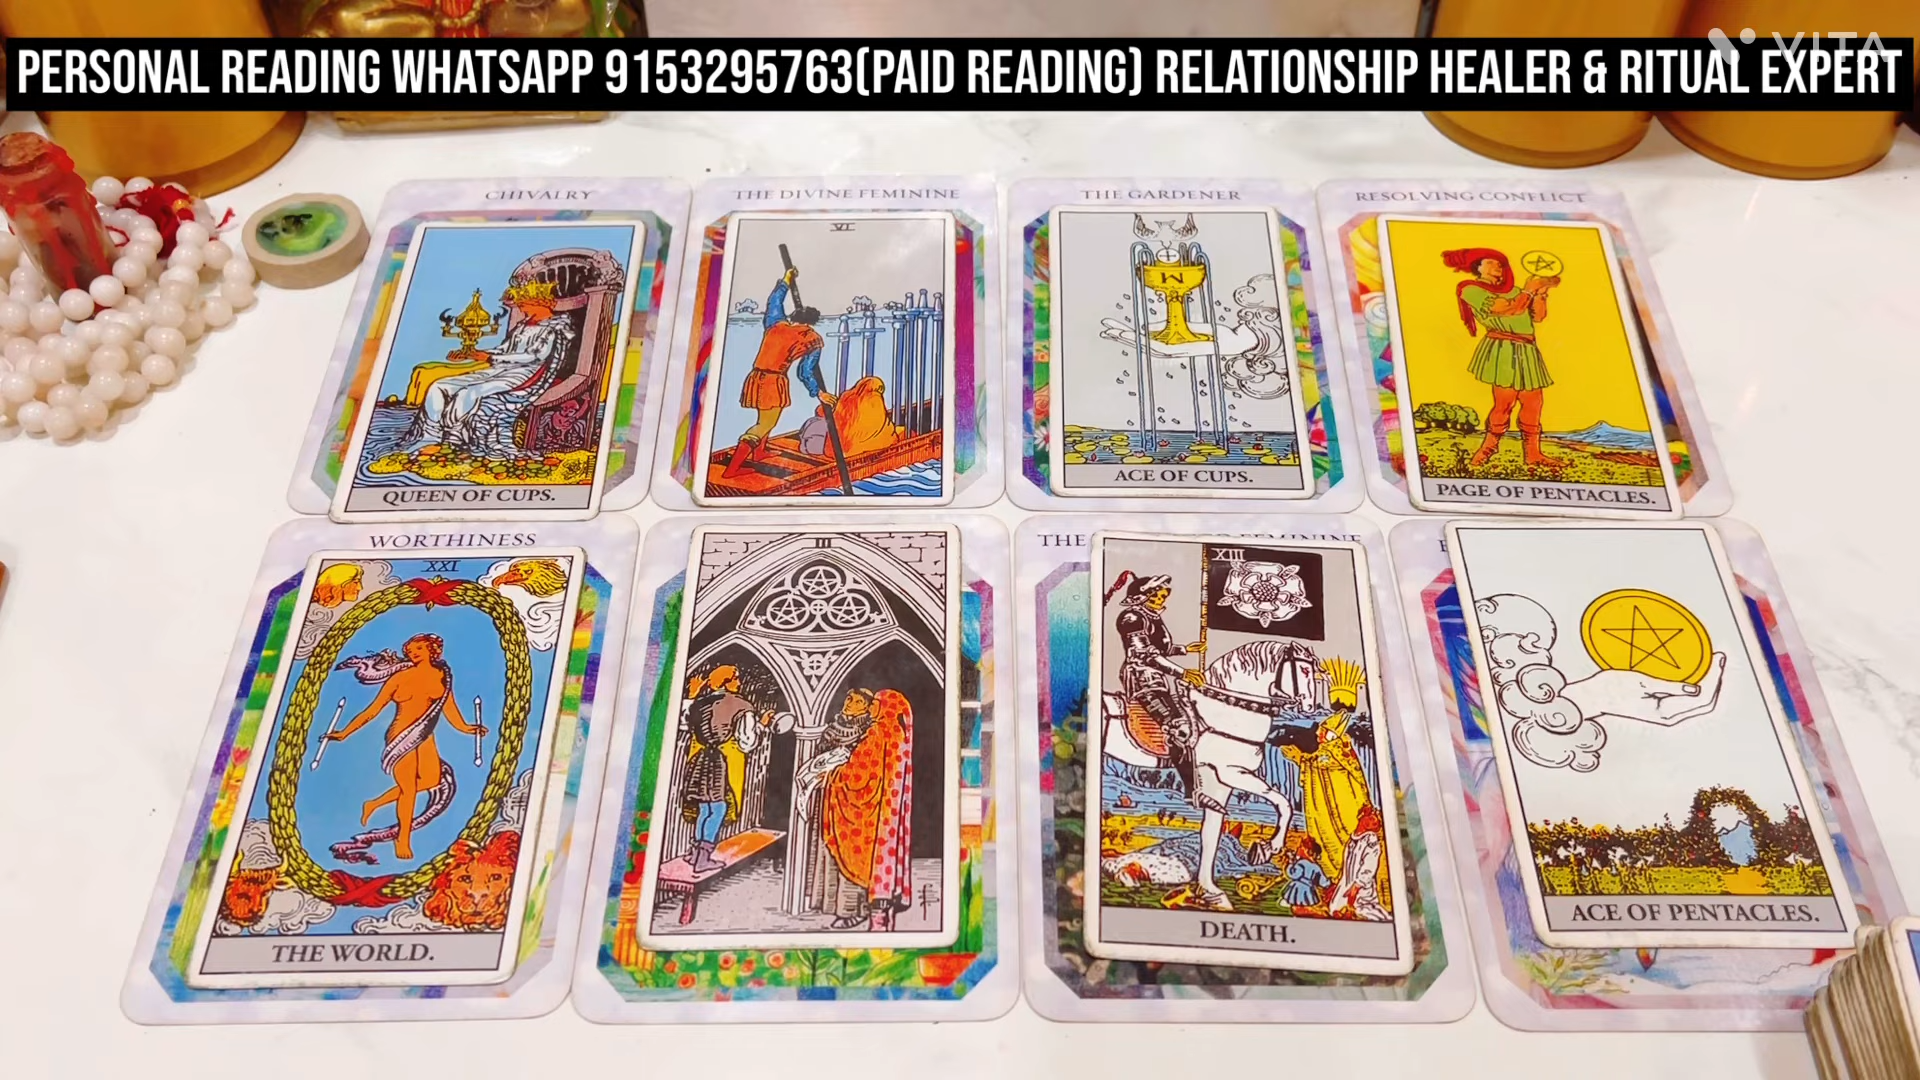 PERSONAL READING WHATSAPP 9153295763(PAID READING) RELATIONSHIP HEALER & RITUAL EXPERT
VITA
CHIVALRY
THE DIVINE FEMININE
THE GARDENER
RESOLVING CONFLICT
VI
QUEEN OF CUPS.
ACE OF CUPS.
PAGE OF PENTACLES.
WORTHINESS
THE FEMININE
XXI
III
XIII
THE WORLD.
DEATH.
ACE OF PENTACLES.